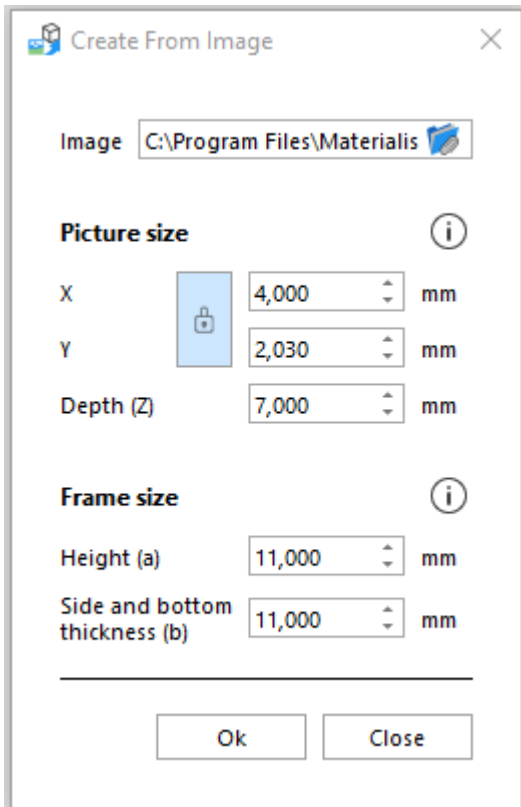 Create From Image
Image C:\Program Files\Materialis
Picture size
X 4,000 mm
Y 2,030 mm
Depth (Z) 7,000 mm
Frame size
Height (a) 11,000 mm
Side and bottom
thickness (b) 11,000 mm
Ok Close